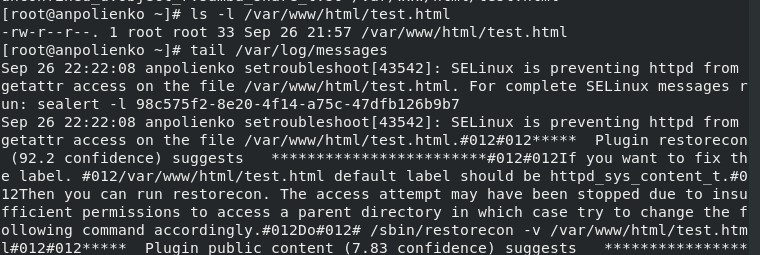 [root@anpolienko ~]# ls -l /var/www/html/test.html
-rw-r--r--. 1 root root 33 Sep 26 21:57 /var/www/html/test.html
[root@anpolienko ~]# tail /var/log/messages
Sep 26 22:22:08 anpolienko setroubleshoot[43542]: SELinux is preventing httpd from
getattr access on the file /var/www/html/test.html. For complete SELinux messages r
un: sealert -l 98c575f2-8e20-4f14-a75c-47dfb126b9b7
Sep 26 22:22:08 anpolienko setroubleshoot[43542]: SELinux is preventing httpd from
getattr access on the file /var/www/html/test.html.#012#012*****  Plugin restorecon
 (92.2 confidence) suggests   ************************#012#012If you want to fix th
e label. #012/var/www/html/test.html default label should be httpd_sys_content_t.#0
12Then you can run restorecon. The access attempt may have been stopped due to insu
fficient permissions to access a parent directory in which case try to change the f
ollowing command accordingly.#012Do#012# /sbin/restorecon -v /var/www/html/test.htm
l#012#012*****  Plugin public content (7.83 confidence) suggests   ****************